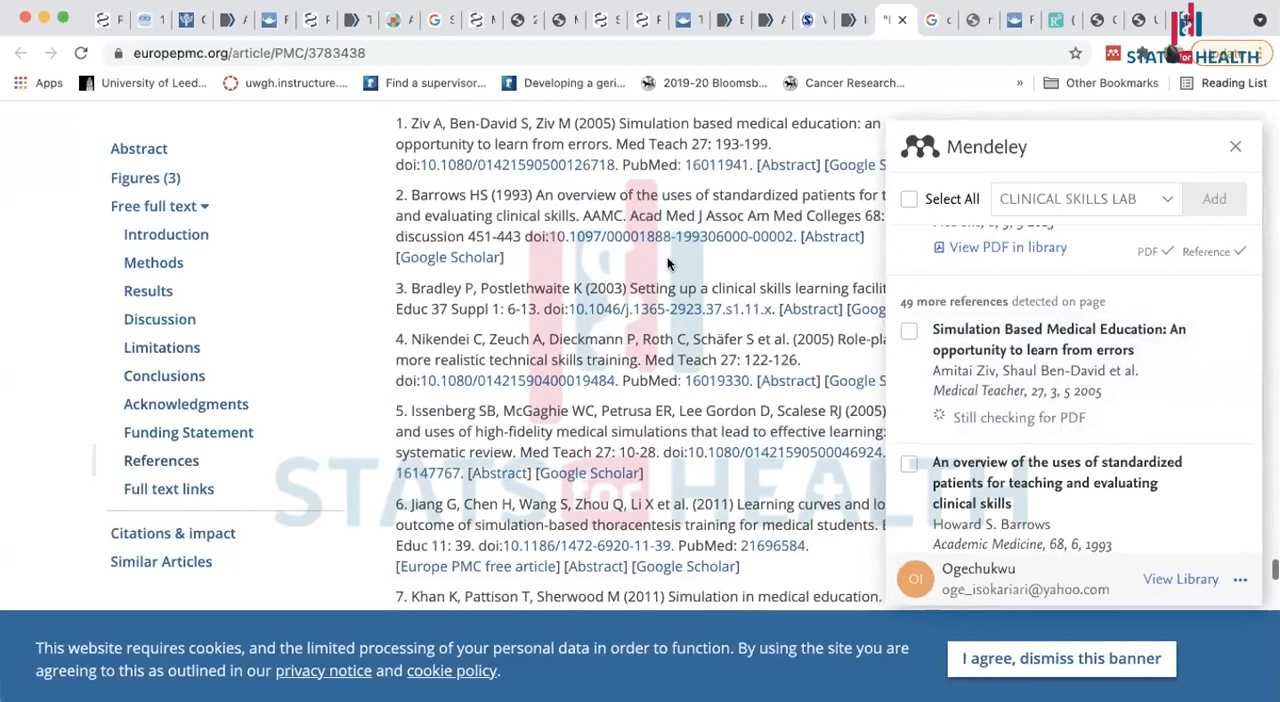 europepmc.org/article/PMC/3783438
STATS for HEALTH
Apps
University of Leed...
uwgh.instructure....
Find a supervisor...
Developing a geri...
2019-20 Bloomsb...
Cancer Research...
»
Other Bookmarks
Reading List
Abstract
Figures (3)
Free full text
Introduction
Methods
Results
Discussion
Limitations
Conclusions
Acknowledgments
Funding Statement
References
Full text links
Citations & impact
Similar Articles
1. Ziv A, Ben-David S, Ziv M (2005) Simulation based medical education: an
opportunity to learn from errors. Med Teach 27: 193-199.
doi:10.1080/01421590500126718. PubMed: 16011941. [Abstract] [Google S
2. Barrows HS (1993) An overview of the uses of standardized patients for t
and evaluating clinical skills. AAMC. Acad Med J Assoc Am Med Colleges 68:
discussion 451-443 doi:10.1097/00001888-199306000-00002. [Abstract]
[Google Scholar]
3. Bradley P, Postlethwaite K (2003) Setting up a clinical skills learning facilit
Educ 37 Suppl 1: 6-13. doi:10.1046/j.1365-2923.37.s1.11.x. [Abstract] [Goog
4. Nikendei C, Zeuch A, Dieckmann P, Roth C, Schäfer S et al. (2005) Role-pla
more realistic technical skills training. Med Teach 27: 122-126.
doi:10.1080/01421590400019484. PubMed: 16019330. [Abstract] [Google S
5. Issenberg SB, McGaghie WC, Petrusa ER, Lee Gordon D, Scalese RJ (2005)
and uses of high-fidelity medical simulations that lead to effective learning:
systematic review. Med Teach 27: 10-28. doi:10.1080/01421590500046924.
16147767. [Abstract] [Google Scholar]
6. Jiang G, Chen H, Wang S, Zhou Q, Li X et al. (2011) Learning curves and lo
outcome of simulation-based thoracentesis training for medical students. B
Educ 11: 39. doi:10.1186/1472-6920-11-39. PubMed: 21696584.
[Europe PMC free article] [Abstract] [Google Scholar]
7. Khan K, Pattison T, Sherwood M (2011) Simulation in medical education.
STATS for HEALTH
Mendeley
Select All
CLINICAL SKILLS LAB
Add
View PDF in library
PDF
Reference
49 more references detected on page
Simulation Based Medical Education: An
opportunity to learn from errors
Amitai Ziv, Shaul Ben-David et al.
Medical Teacher, 27, 3, 5 2005
Still checking for PDF
An overview of the uses of standardized
patients for teaching and evaluating
clinical skills
Howard S. Barrows
Academic Medicine, 68, 6, 1993
OI
Ogechukwu
oge_isokariari@yahoo.com
View Library
This website requires cookies, and the limited processing of your personal data in order to function. By using the site you are
agreeing to this as outlined in our privacy notice and cookie policy.
I agree, dismiss this banner